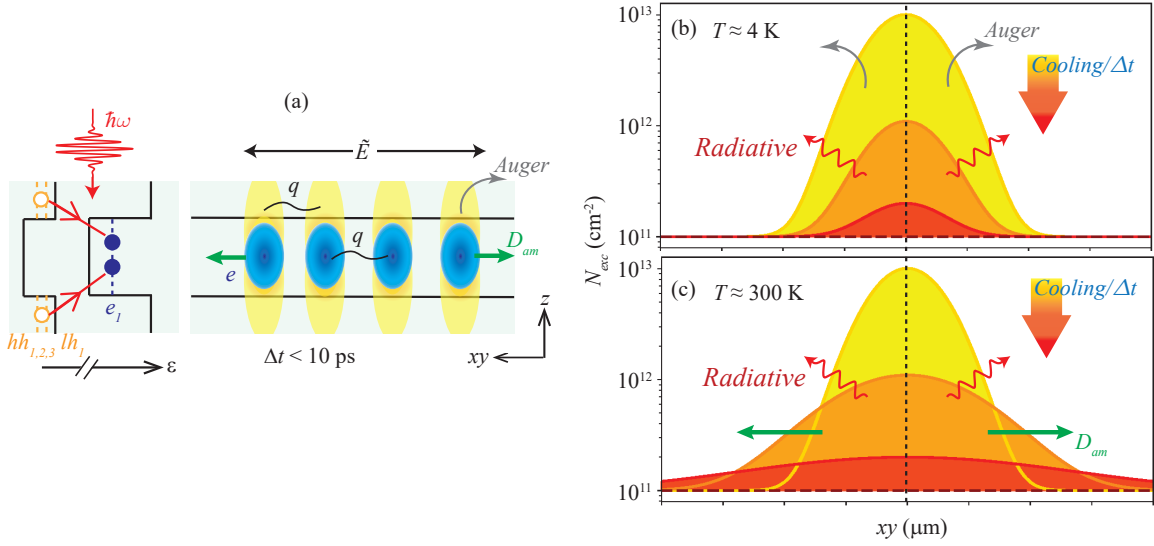 (a)
ħω
Ẽ
Auger
q
q
e
D_am
e_1
hh_1,2,3 lh_1
ε
Δt < 10 ps
z
xy
(b) T ≈ 4 K
Auger
Cooling/Δt
Radiative
10^13
10^12
10^11
N_exc (cm^-2)
(c) T ≈ 300 K
Cooling/Δt
Radiative
D_am
10^13
10^12
10^11
xy (μm)